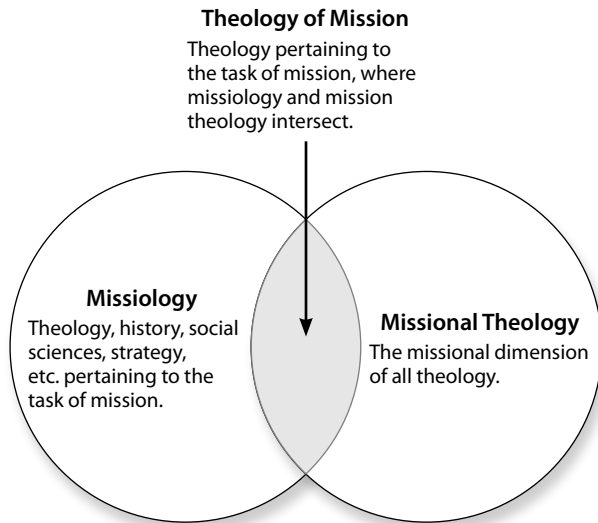 Theology of Mission
Theology pertaining to
the task of mission, where
missiology and mission
theology intersect.
Missiology
Theology, history, social
sciences, strategy,
etc. pertaining to the
task of mission.
Missional Theology
The missional dimension
of all theology.